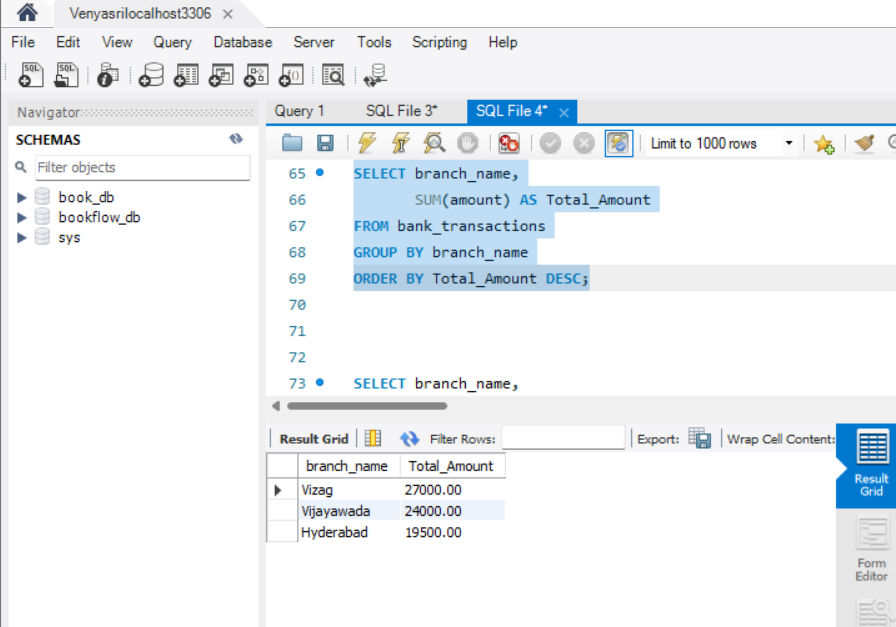 Venyasrilocalhost3306
File Edit View Query Database Server Tools Scripting Help
SQL SQL
Navigator
SCHEMAS
Filter objects
book_db
bookflow_db
sys
Query 1 SQL File 3* SQL File 4*
Limit to 1000 rows
65 SELECT branch_name,
66 SUM(amount) AS Total_Amount
67 FROM bank_transactions
68 GROUP BY branch_name
69 ORDER BY Total_Amount DESC;
70
71
72
73 SELECT branch_name,
Result Grid Filter Rows: Export: Wrap Cell Content:
branch_name Total_Amount
Vizag 27000.00
Vijayawada 24000.00
Hyderabad 19500.00
Result
Grid
Form
Editor